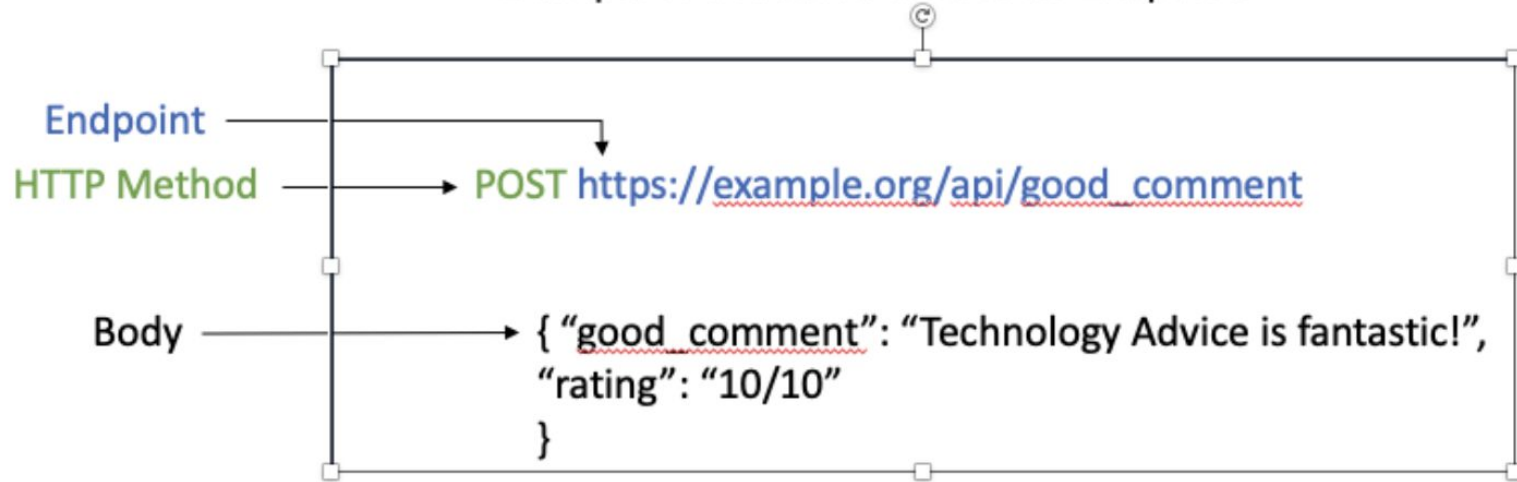 Endpoint
HTTP Method
POST https://example.org/api/good_comment
Body
{ “good_comment”: “Technology Advice is fantastic!”,
“rating”: “10/10”
}